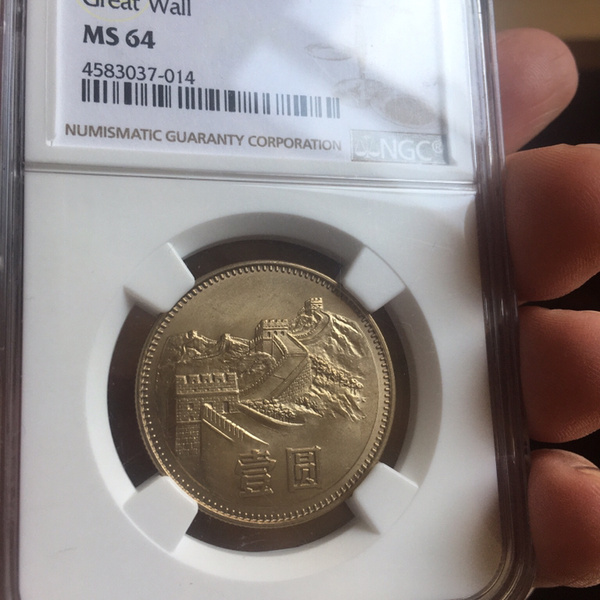 Great Wall
MS 64
4583037-014
NUMISMATIC GUARANTY CORPORATION
NGC®
壹圆